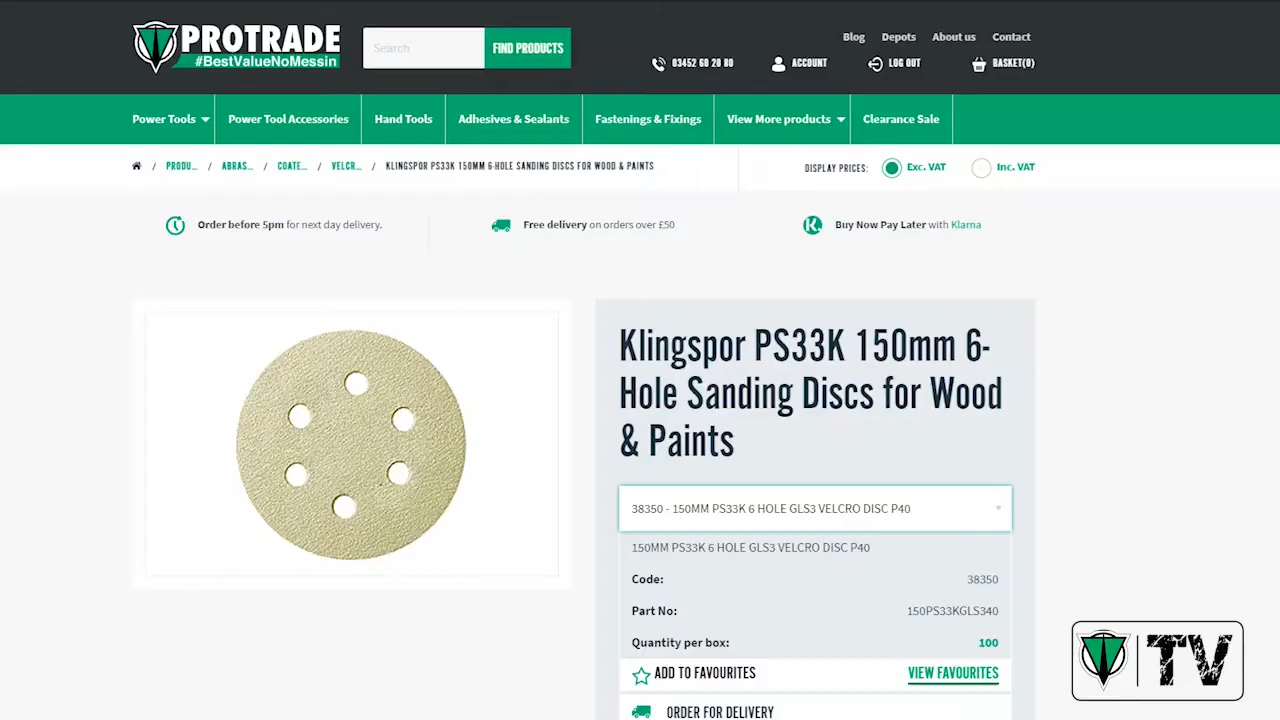 PROTRADE
#BestValueNoMessin
Search
FIND PRODUCTS
Blog
Depots
About us
Contact
03452 60 20 80
ACCOUNT
LOG OUT
BASKET(0)
Power Tools
Power Tool Accessories
Hand Tools
Adhesives & Sealants
Fastenings & Fixings
View More products
Clearance Sale
/ PRODU... / ABRAS... / COATE... / VELCR... / KLINGSPOR PS33K 150MM 6-HOLE SANDING DISCS FOR WOOD & PAINTS
DISPLAY PRICES:
Exc. VAT
Inc. VAT
Order before 5pm for next day delivery.
Free delivery on orders over £50
K
Buy Now Pay Later with Klarna
Klingspor PS33K 150mm 6-
Hole Sanding Discs for Wood
& Paints
38350 - 150MM PS33K 6 HOLE GLS3 VELCRO DISC P40
150MM PS33K 6 HOLE GLS3 VELCRO DISC P40
Code: 38350
Part No: 150PS33KGLS340
Quantity per box: 100
ADD TO FAVOURITES
VIEW FAVOURITES
ORDER FOR DELIVERY
TV